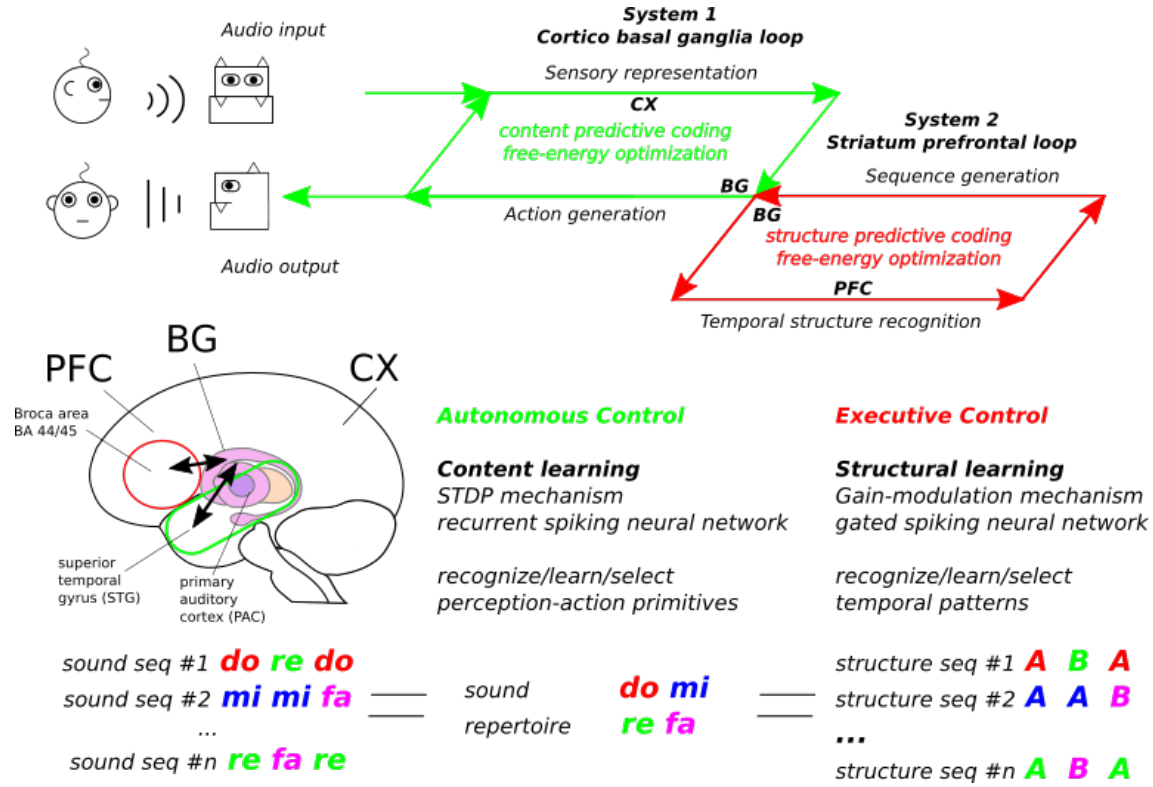 Audio input
System 1
Cortico basal ganglia loop
Sensory representation
CX
content predictive coding
free-energy optimization
System 2
Striatum prefrontal loop
BG
Sequence generation
Action generation
BG
structure predictive coding
free-energy optimization
Audio output
PFC
Temporal structure recognition
BG
PFC
CX
Broca area
BA 44/45
superior
temporal
gyrus (STG)
primary
auditory
cortex (PAC)
Autonomous Control
Content learning
STDP mechanism
recurrent spiking neural network
recognize/learn/select
perception-action primitives
Executive Control
Structural learning
Gain-modulation mechanism
gated spiking neural network
recognize/learn/select
temporal patterns
sound seq #1 do re do
sound seq #2 mi mi fa
...
sound seq #n re fa re
sound do mi
repertoire re fa
structure seq #1 A B A
structure seq #2 A A B
...
structure seq #n A B A